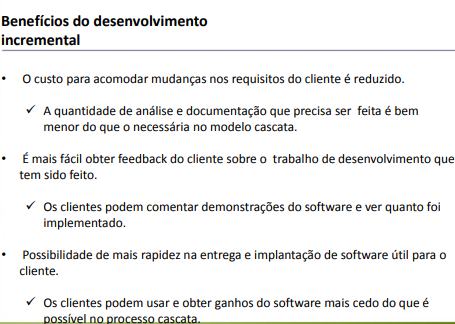 Benefícios do desenvolvimento
incremental
• O custo para acomodar mudanças nos requisitos do cliente é reduzido.
✓ A quantidade de análise e documentação que precisa ser feita é bem
menor do que o necessária no modelo cascata.
• É mais fácil obter feedback do cliente sobre o trabalho de desenvolvimento que
tem sido feito.
✓ Os clientes podem comentar demonstrações do software e ver quanto foi
implementado.
• Possibilidade de mais rapidez na entrega e implantação de software útil para o
cliente.
✓ Os clientes podem usar e obter ganhos do software mais cedo do que é
possível no processo cascata.